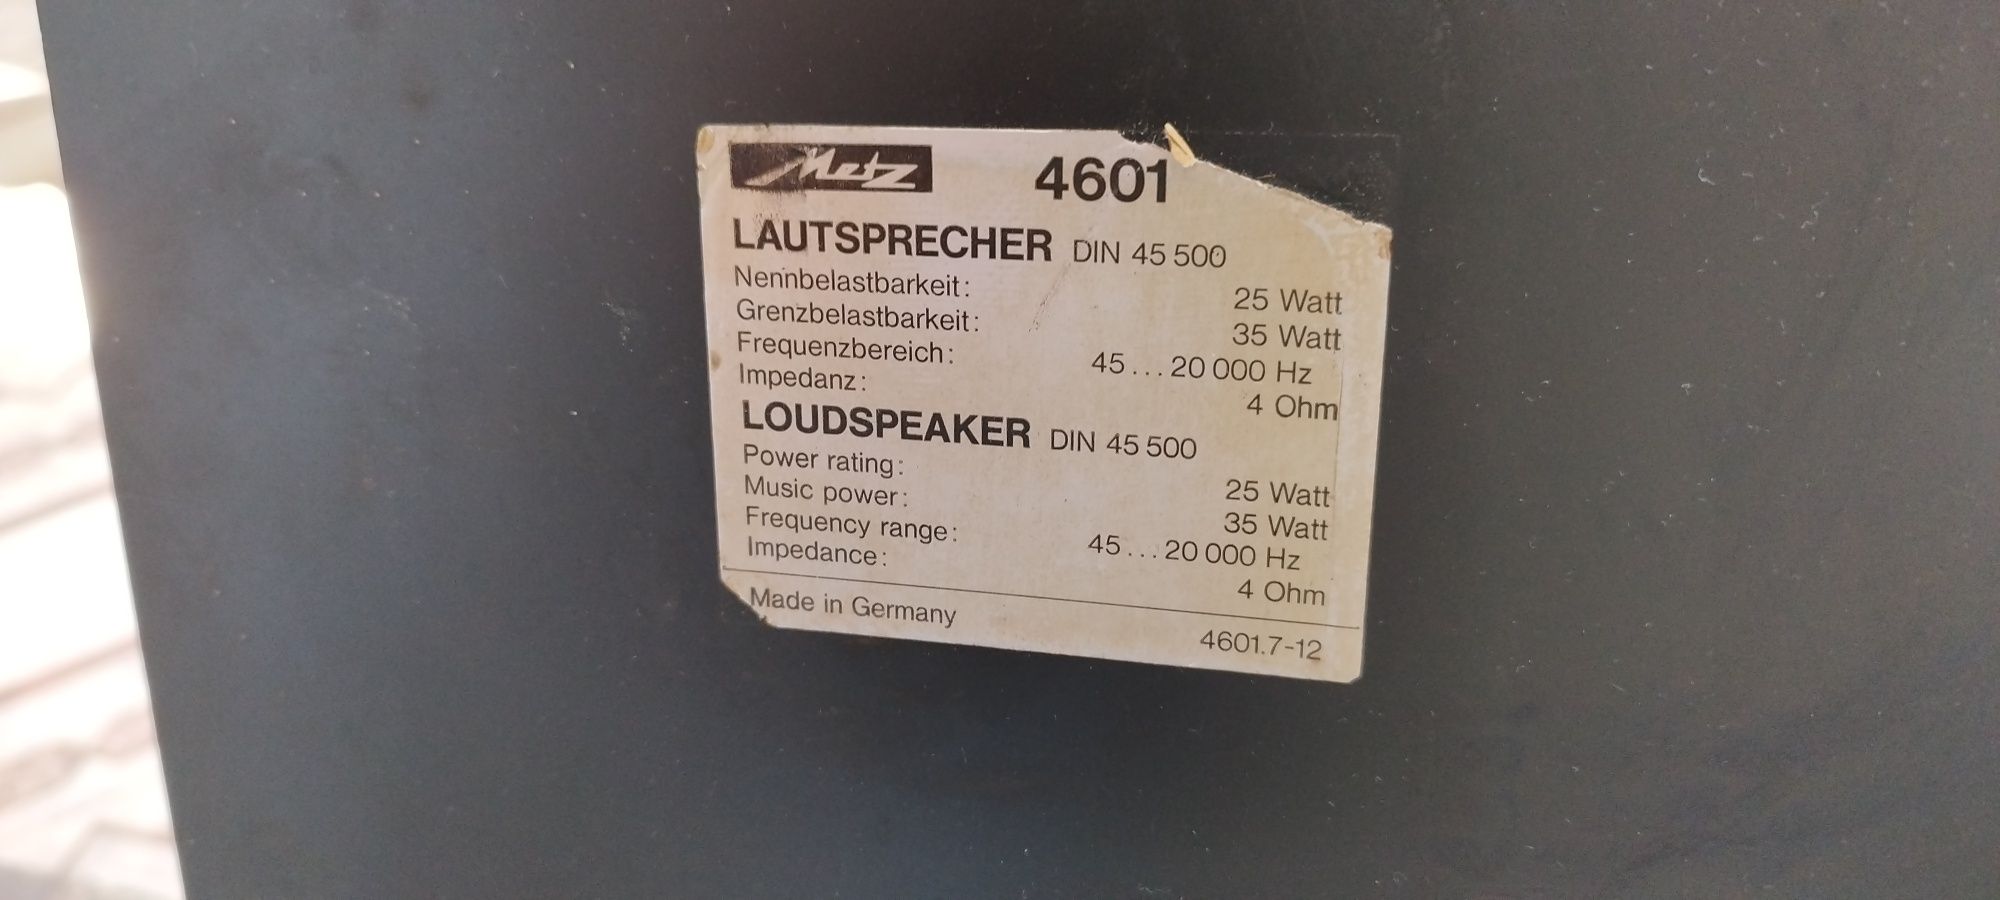 Metz 4601
LAUTSPRECHER DIN 45 500
Nennbelastbarkeit: 25 Watt
Grenzbelastbarkeit: 35 Watt
Frequenzbereich: 45...20 000 Hz
Impedanz: 4 Ohm
LOUDSPEAKER DIN 45 500
Power rating: 25 Watt
Music power: 35 Watt
Frequency range: 45...20 000 Hz
Impedance: 4 Ohm
Made in Germany 4601.7-12